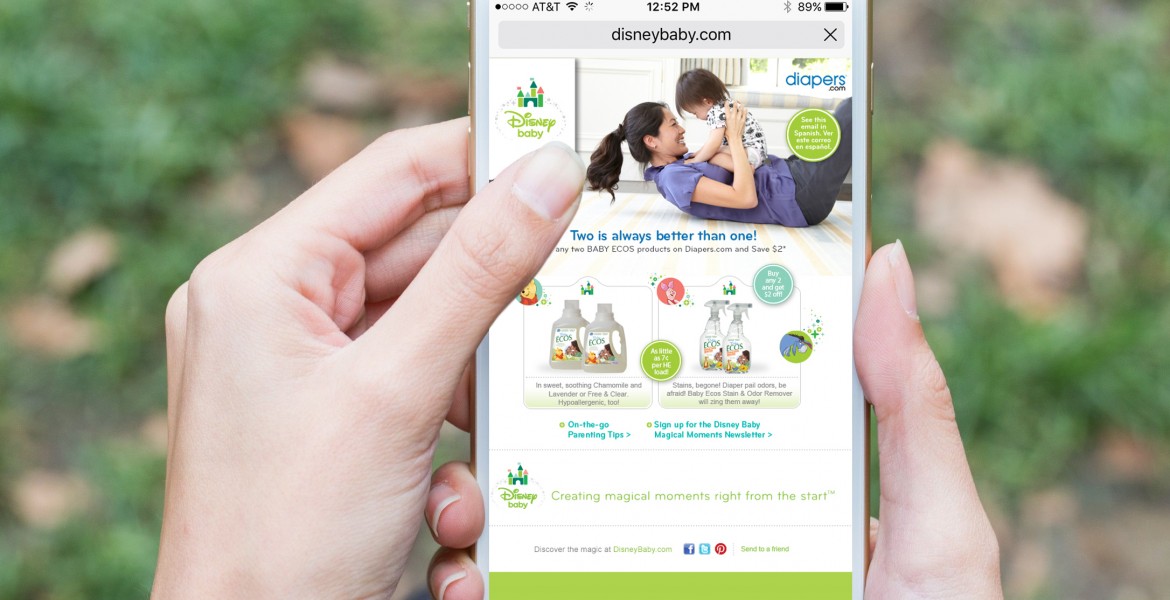 AT&T 12:52 PM 89%
disneybaby.com
Disney
baby
diapers
.com
See this
email in
Spanish. Ver
este correo
en español.
Two is always better than one!
any two BABY ECOS products on Diapers.com and Save $2*
Buy
any 2
and get
$2 off!
ECOS
ECOS
ECOS
ECOS
As little
as 7¢
per HE
load!
In sweet, soothing Chamomile and
Lavender or Free & Clear.
Hypoallergenic, too!
Stains, begone! Diaper pail odors, be
afraid! Baby Ecos Stain & Odor Remover
will zing them away!
On-the-go
Parenting Tips >
Sign up for the Disney Baby
Magical Moments Newsletter >
Disney
baby
Creating magical moments right from the start™
Discover the magic at DisneyBaby.com
Send to a friend